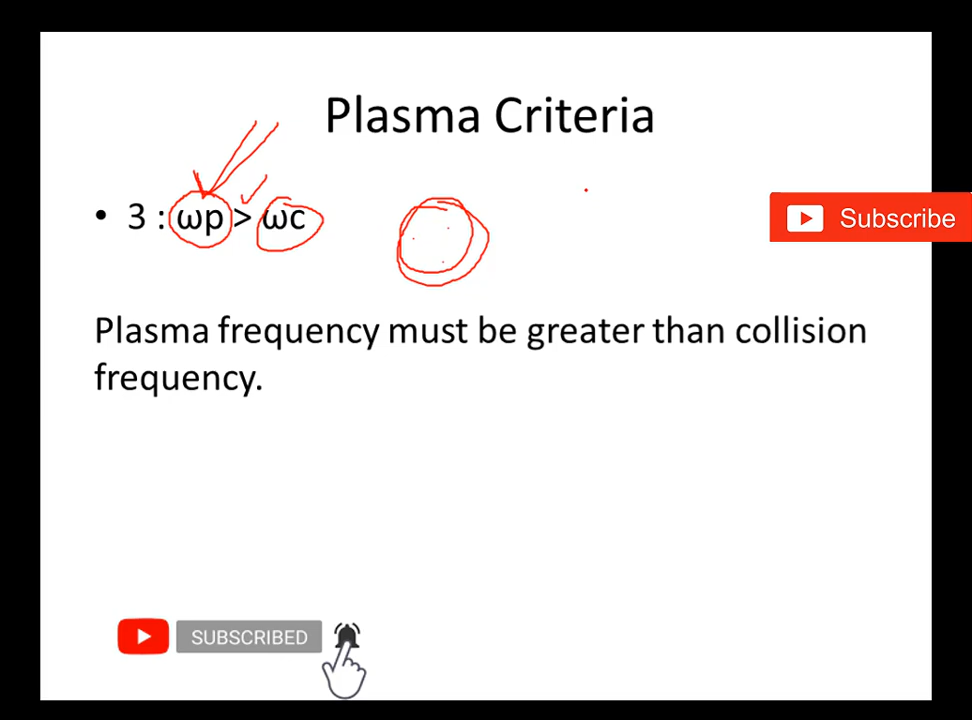 Plasma Criteria
• 3 : ωp > ωc
Subscribe
Plasma frequency must be greater than collision
frequency.
SUBSCRIBED